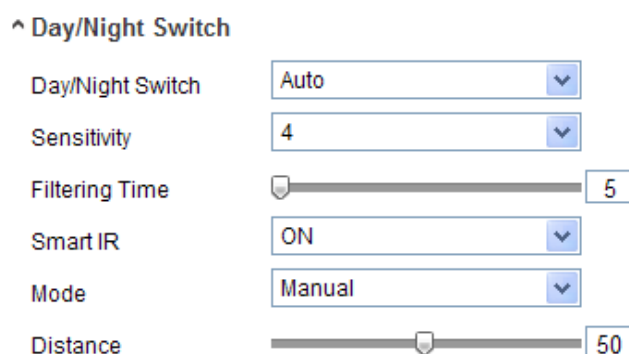 Day/Night Switch
Day/Night Switch Auto
Sensitivity 4
Filtering Time 5
Smart IR ON
Mode Manual
Distance 50